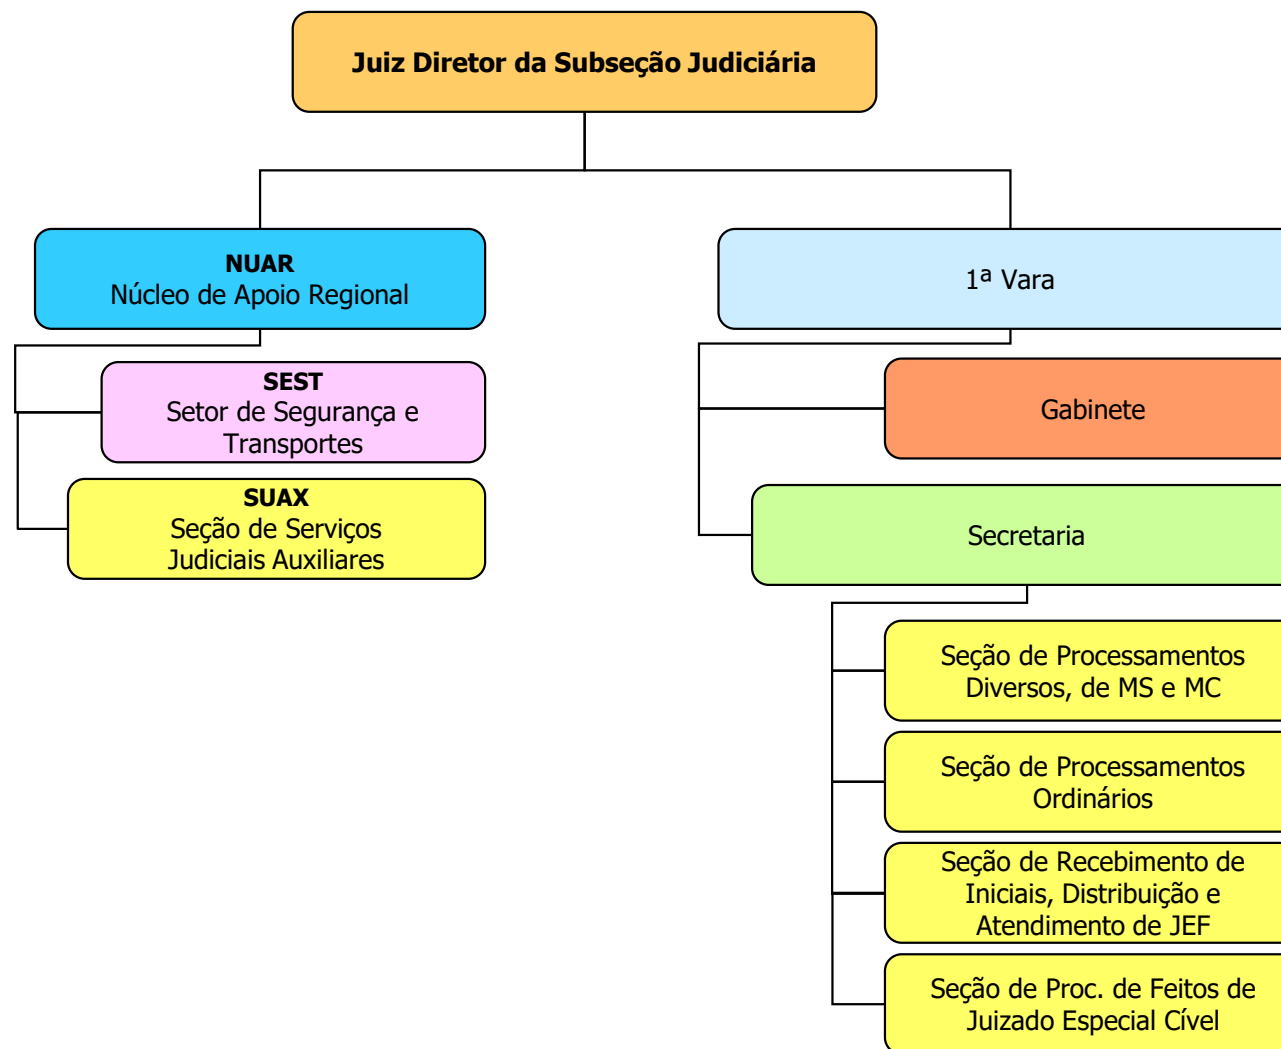 Juiz Diretor da Subseção Judiciária
NUAR
Núcleo de Apoio Regional
SEST
Setor de Segurança e
Transportes
SUAX
Seção de Serviços
Judiciais Auxiliares
1ª Vara
Gabinete
Secretaria
Seção de Processamentos
Diversos, de MS e MC
Seção de Processamentos
Ordinários
Seção de Recebimento de
Iniciais, Distribuição e
Atendimento de JEF
Seção de Proc. de Feitos de
Juizado Especial Cível